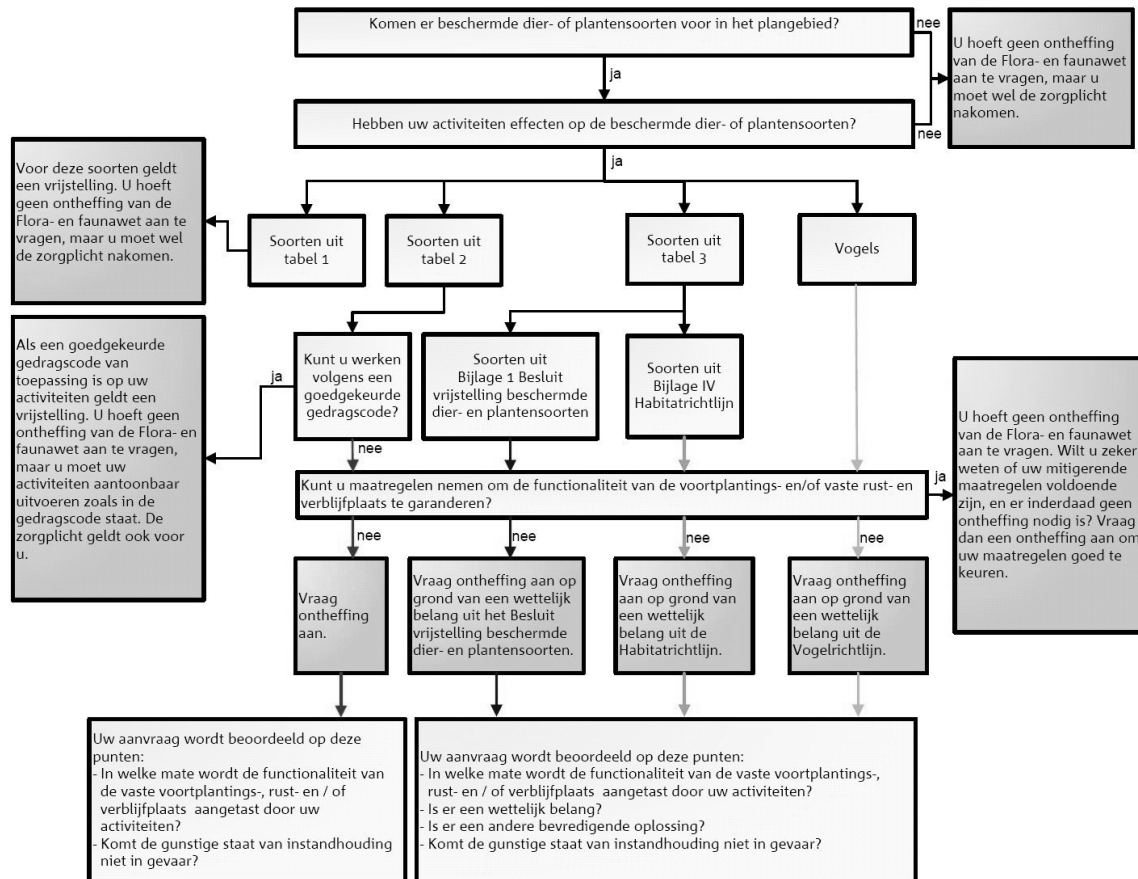 Komen er beschermde dier- of plantensoorten voor in het plangebied?
nee
U hoeft geen ontheffing
van de Flora- en faunawet
aan te vragen, maar u
moet wel de zorgplicht
nakomen.
ja
Hebben uw activiteiten effecten op de beschermde dier- of plantensoorten?
nee
ja
Voor deze soorten geldt
een vrijstelling. U hoeft
geen ontheffing van de
Flora- en faunawet aan te
vragen, maar u moet wel
de zorgplicht nakomen.
Soorten uit
tabel 1
Soorten uit
tabel 2
Soorten uit
tabel 3
Vogels
Als een goedgekeurde
gedragscode van
toepassing is op uw
activiteiten geldt een
vrijstelling. U hoeft geen
ontheffing van de Flora- en
faunawet aan te vragen,
maar u moet uw
activiteiten aantoonbaar
uitvoeren zoals in de
gedragscode staat. De
zorgplicht geldt ook voor
u.
ja
Kunt u werken
volgens een
goedgekeurde
gedragscode?
Soorten uit
Bijlage 1 Besluit
vrijstelling beschermde
dier- en plantensoorten
Soorten uit
Bijlage IV
Habitatrichtlijn
nee
Kunt u maatregelen nemen om de functionaliteit van de voortplantings- en/of vaste rust- en
verblijfplaats te garanderen?
ja
U hoeft geen ontheffing
van de Flora- en faunawet
aan te vragen. Wilt u zeker
weten of uw mitigerende
maatregelen voldoende
zijn, en er inderdaad geen
ontheffing nodig is? Vraag
dan een ontheffing aan om
uw maatregelen goed te
keuren.
nee
nee
nee
nee
Vraag
ontheffing
aan.
Vraag ontheffing aan op
grond van een wettelijk
belang uit het Besluit
vrijstelling beschermde
dier- en plantensoorten.
Vraag ontheffing
aan op grond van
een wettelijk
belang uit de
Habitatrichtlijn.
Vraag ontheffing
aan op grond van
een wettelijk
belang uit de
Vogelrichtlijn.
Uw aanvraag wordt beoordeeld op deze
punten:
- In welke mate wordt de functionaliteit van
de vaste voortplantings-, rust- en / of
verblijfplaats aangetast door uw
activiteiten?
- Komt de gunstige staat van instandhouding
niet in gevaar?
Uw aanvraag wordt beoordeeld op deze punten:
- In welke mate wordt de functionaliteit van de vaste voortplantings-,
rust- en / of verblijfplaats aangetast door uw activiteiten?
- Is er een wettelijk belang?
- Is er een andere bevredigende oplossing?
- Komt de gunstige staat van instandhouding niet in gevaar?